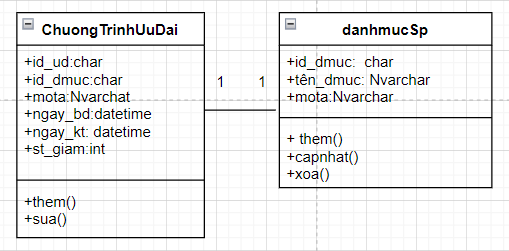 ChuongTrinhUuDai
+id_ud:char
+id_dmuc:char
+mota:Nvarchat
+ngay_bd:datetime
+ngay_kt: datetime
+st_giam:int
+them()
+sua()
1 1
danhmucSp
+id_dmuc: char
+tên_dmuc: Nvarchar
+mota:Nvarchar
+ them()
+capnhat()
+xoa()